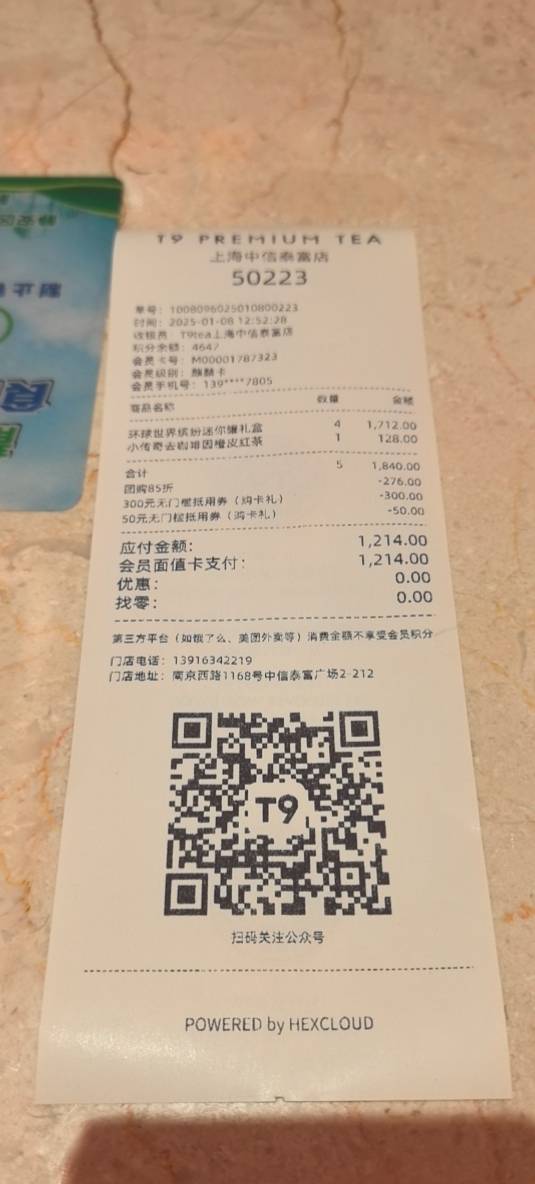 T9 PREMIUM TEA
上海中信泰富店
50223
单号：1008096025010800223
时间：2025-01-08 12:52:28
收银员：T9tea上海中信泰富店
积分余额：4647
会员卡号：M00001787323
会员级别：麒麟卡
会员手机号：139****7805
商品名称 数量 金额
环球世界缤纷迷你罐礼盒 4 1,712.00
小传奇去咖啡因橙皮红茶 1 128.00
合计 5 1,840.00
团购85折 -276.00
300元无门槛抵用券（购卡礼） -300.00
50元无门槛抵用券（购卡礼） -50.00
应付金额： 1,214.00
会员面值卡支付： 1,214.00
优惠： 0.00
找零： 0.00
第三方平台（如饿了么、美团外卖等）消费金额不享受会员积分
门店电话：13916342219
门店地址：南京西路1168号中信泰富广场2-212
T9
扫码关注公众号
POWERED by HEXCLOUD